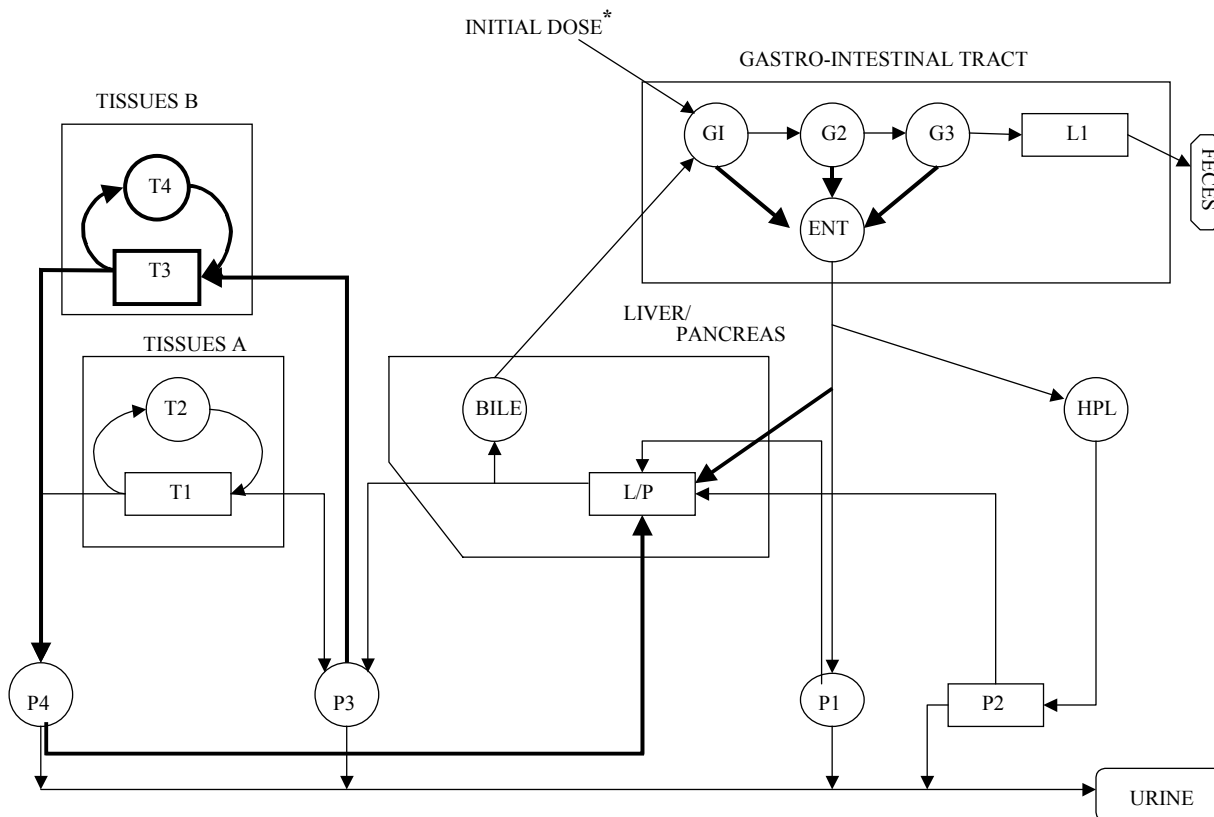 INITIAL DOSE*
GASTRO-INTESTINAL TRACT
TISSUES B
GI
G2
G3
L1
FECES
T4
ENT
T3
LIVER/
PANCREAS
TISSUES A
T2
BILE
HPL
T1
L/P
P4
P3
P1
P2
URINE